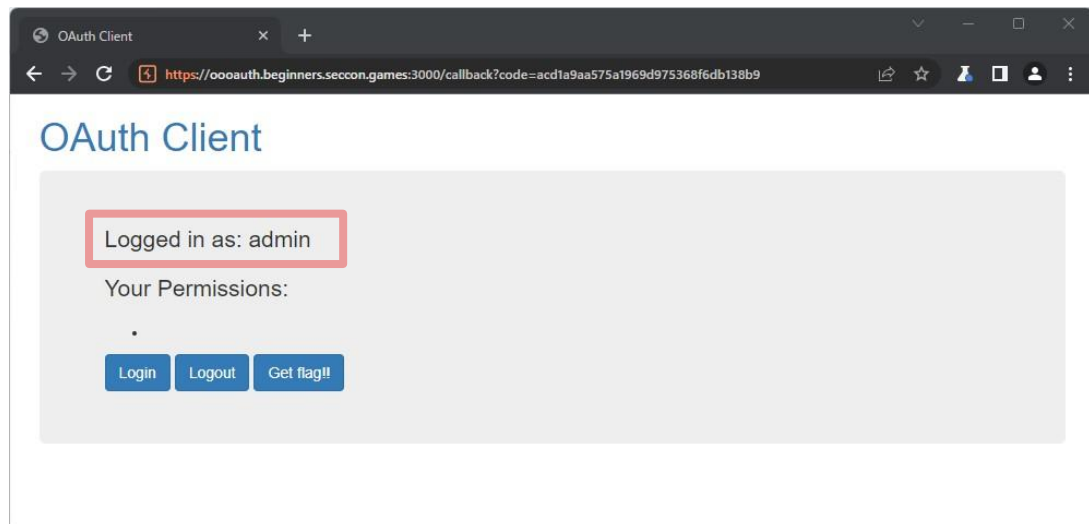 OAuth Client
https://oooauth.beginners.seccon.games:3000/callback?code=acd1a9aa575a1969d975368f6db138b9
OAuth Client
Logged in as: admin
Your Permissions:
•
Login Logout Get flag!!